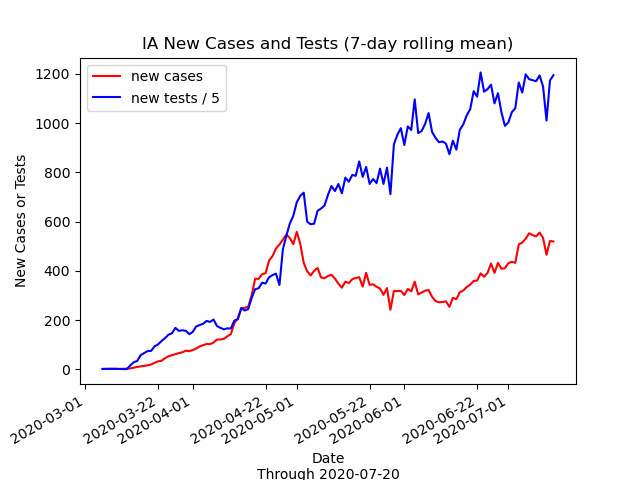 IA New Cases and Tests (7-day rolling mean)
new cases
new tests / 5
New Cases or Tests
1200
1000
800
600
400
200
0
2020-03-01
2020-03-22
2020-04-01
2020-04-22
2020-05-01
2020-05-22
2020-06-01
2020-06-22
2020-07-01
Date
Through 2020-07-20